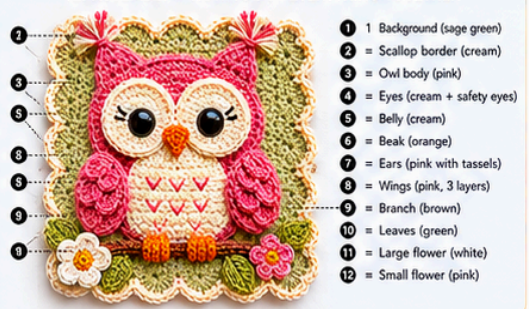 2
3
S
8
S
9
9
1 1 Background (sage green)
2 = Scallop border (cream)
3 = Owl body (pink)
4 = Eyes (cream + safety eyes)
5 = Belly (cream)
6 = Beak (orange)
7 = Ears (pink with tassels)
8 = Wings (pink, 3 layers)
9 = Branch (brown)
10 = Leaves (green)
11 = Large flower (white)
12 = Small flower (pink)